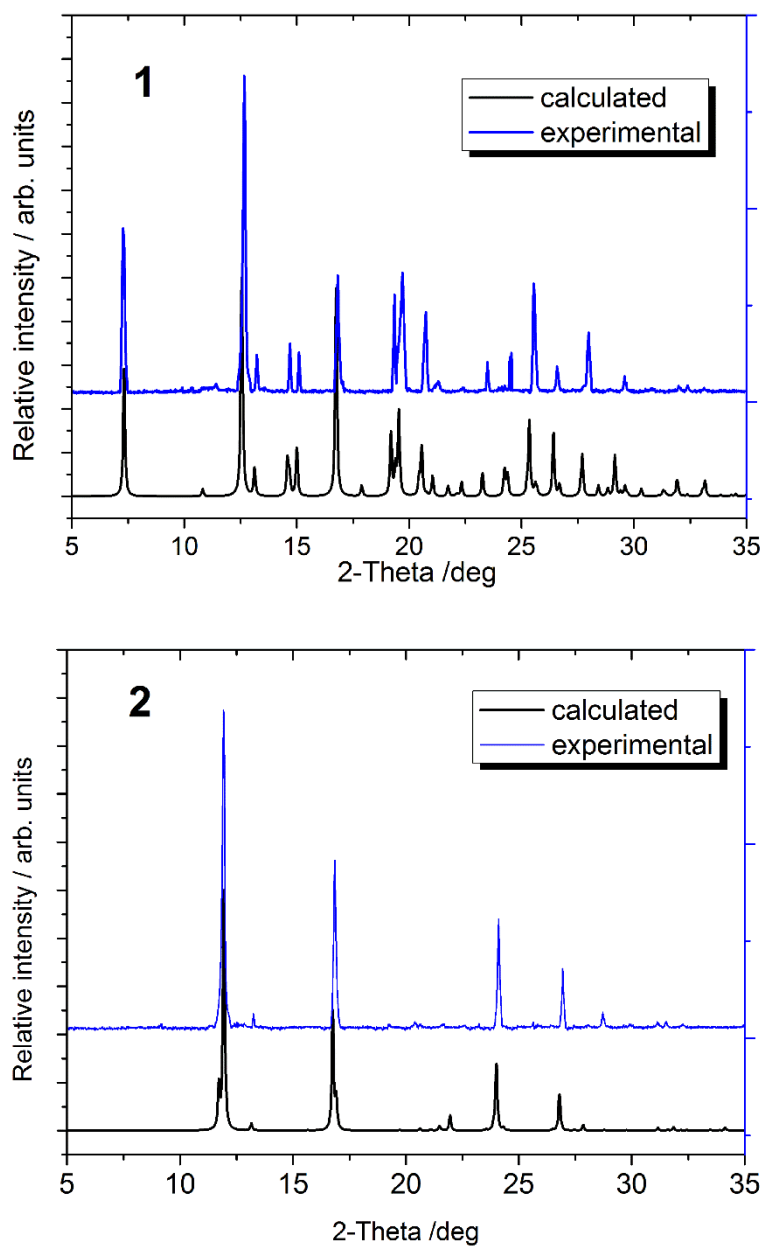 1
calculated
experimental
Relative intensity / arb. units
5 10 15 20 25 30 35
2-Theta /deg
2
calculated
experimental
Relative intensity / arb. units
5 10 15 20 25 30 35
2-Theta /deg